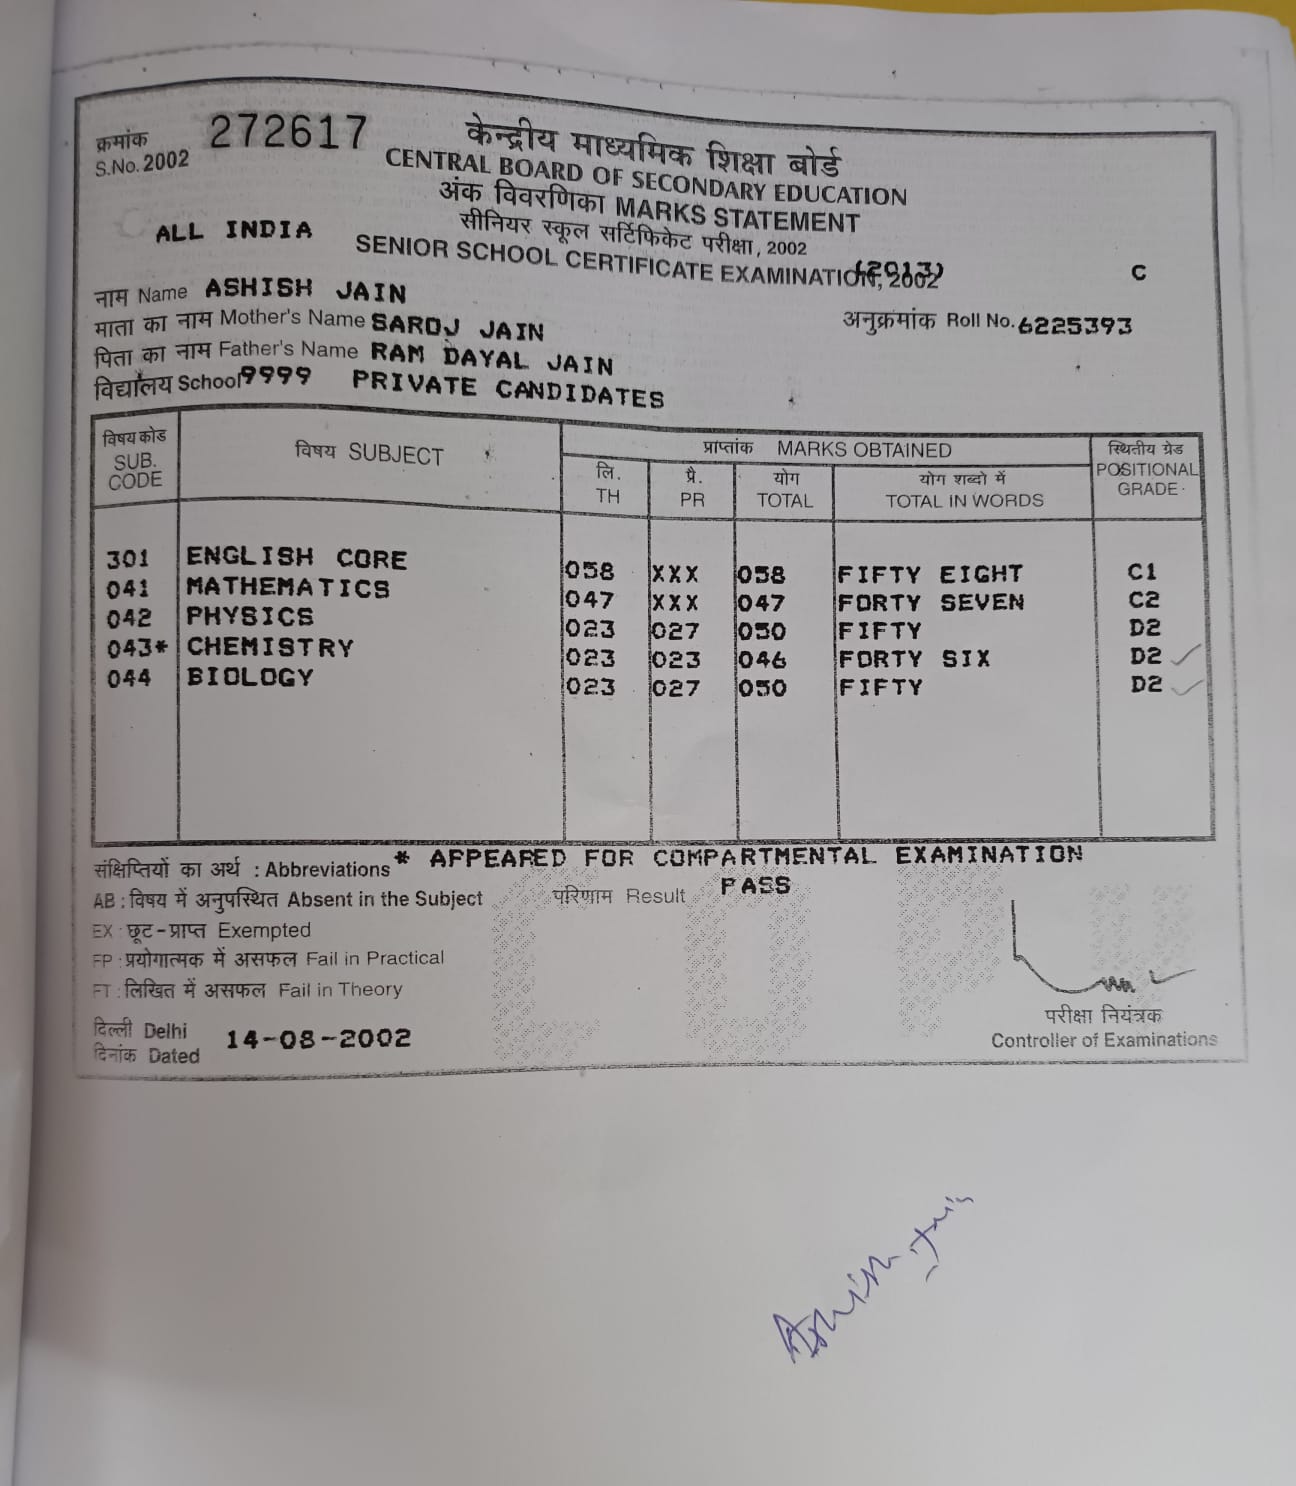 क्रमांक 272617
S.No. 2002
केन्द्रीय माध्यमिक शिक्षा बोर्ड
CENTRAL BOARD OF SECONDARY EDUCATION
अंक विवरणिका MARKS STATEMENT
सीनियर स्कूल सर्टिफिकेट परीक्षा, 2002
ALL INDIA
SENIOR SCHOOL CERTIFICATE EXAMINATION, 2002
(2013) C
नाम Name ASHISH JAIN
माता का नाम Mother's Name SAROJ JAIN
अनुक्रमांक Roll No. 6225393
पिता का नाम Father's Name RAM DAYAL JAIN
विद्यालय School 9999 PRIVATE CANDIDATES
विषय कोड SUB. CODE विषय SUBJECT प्राप्तांक MARKS OBTAINED स्थितीय ग्रेड POSITIONAL GRADE
लि. TH प्रै. PR योग TOTAL योग शब्दो में TOTAL IN WORDS
301 ENGLISH CORE 058 XXX 058 FIFTY EIGHT C1
041 MATHEMATICS 047 XXX 047 FORTY SEVEN C2
042 PHYSICS 023 027 050 FIFTY D2
043* CHEMISTRY 023 023 046 FORTY SIX D2
044 BIOLOGY 023 027 050 FIFTY D2
संक्षिप्तियों का अर्थ : Abbreviations * APPEARED FOR COMPARTMENTAL EXAMINATION
AB : विषय में अनुपस्थित Absent in the Subject परिणाम Result PASS
EX : छूट-प्राप्त Exempted
FP : प्रयोगात्मक में असफल Fail in Practical
FT : लिखित में असफल Fail in Theory
COPY
दिल्ली Delhi
दिनांक Dated 14-08-2002
परीक्षा नियंत्रक
Controller of Examinations
Ashish Jain